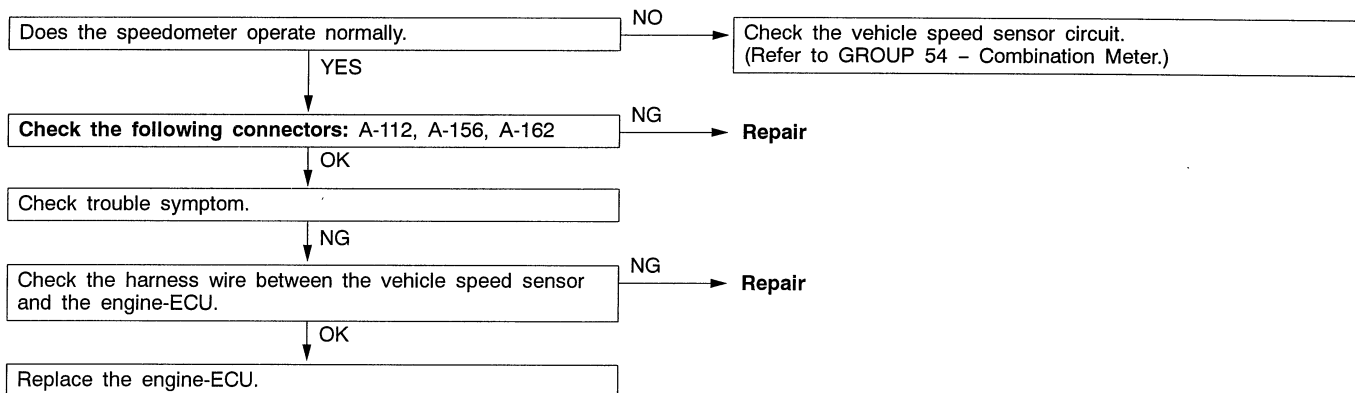 Does the speedometer operate normally.
NO
Check the vehicle speed sensor circuit.
(Refer to GROUP 54 – Combination Meter.)
YES
Check the following connectors: A-112, A-156, A-162
NG
Repair
OK
Check trouble symptom.
NG
Check the harness wire between the vehicle speed sensor
and the engine-ECU.
NG
Repair
OK
Replace the engine-ECU.